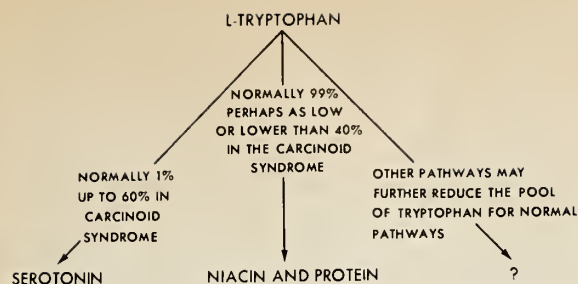 L-TRYPTOPHAN
NORMALLY 99%
PERHAPS AS LOW
OR LOWER THAN 40%
IN THE CARCINOID
SYNDROME
NORMALLY 1%
UP TO 60% IN
CARCINOID
SYNDROME
OTHER PATHWAYS MAY
FURTHER REDUCE THE POOL
OF TRYPTOPHAN FOR NORMAL
PATHWAYS
SEROTONIN
NIACIN AND PROTEIN
?